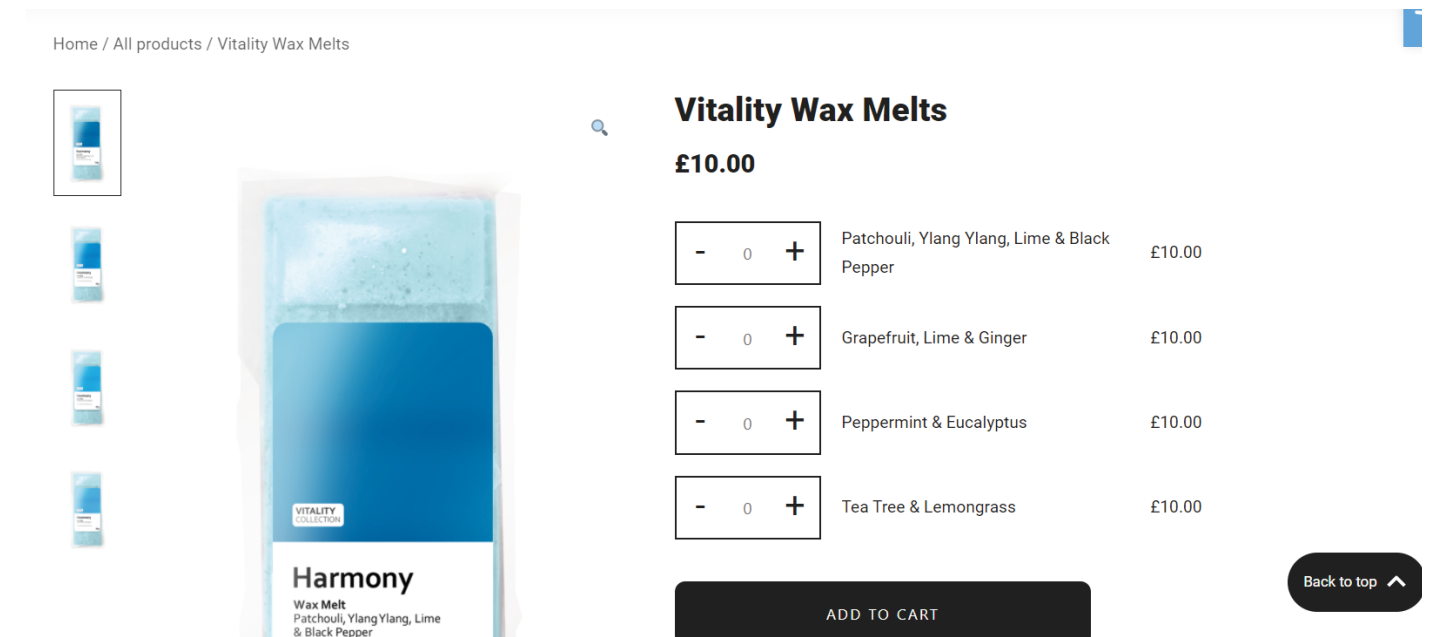 Home / All products / Vitality Wax Melts
Vitality Wax Melts
£10.00
- 0 +
Patchouli, Ylang Ylang, Lime & Black
Pepper
£10.00
- 0 +
Grapefruit, Lime & Ginger
£10.00
- 0 +
Peppermint & Eucalyptus
£10.00
- 0 +
Tea Tree & Lemongrass
£10.00
ADD TO CART
Back to top
VITALITY
COLLECTION
Harmony
Wax Melt
Patchouli, Ylang Ylang, Lime
& Black Pepper